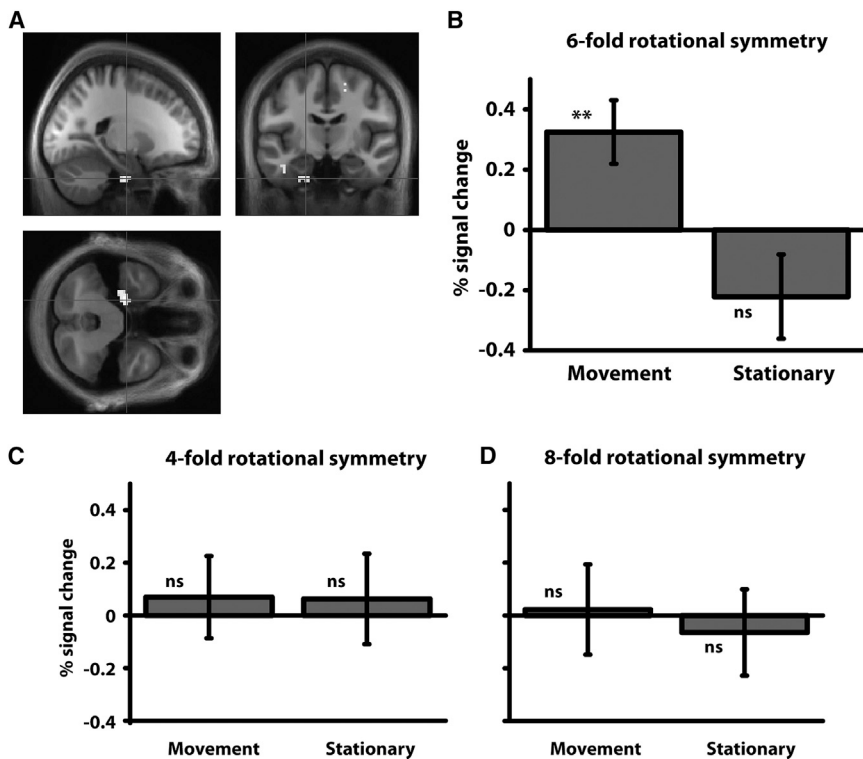 A
B
6-fold rotational symmetry
% signal change
0.4
0.2
0
-0.2
-0.4
**
ns
Movement
Stationary
C
4-fold rotational symmetry
% signal change
0.4
0.2
0
-0.2
-0.4
ns
ns
Movement
Stationary
D
8-fold rotational symmetry
ns
ns
Movement
Stationary